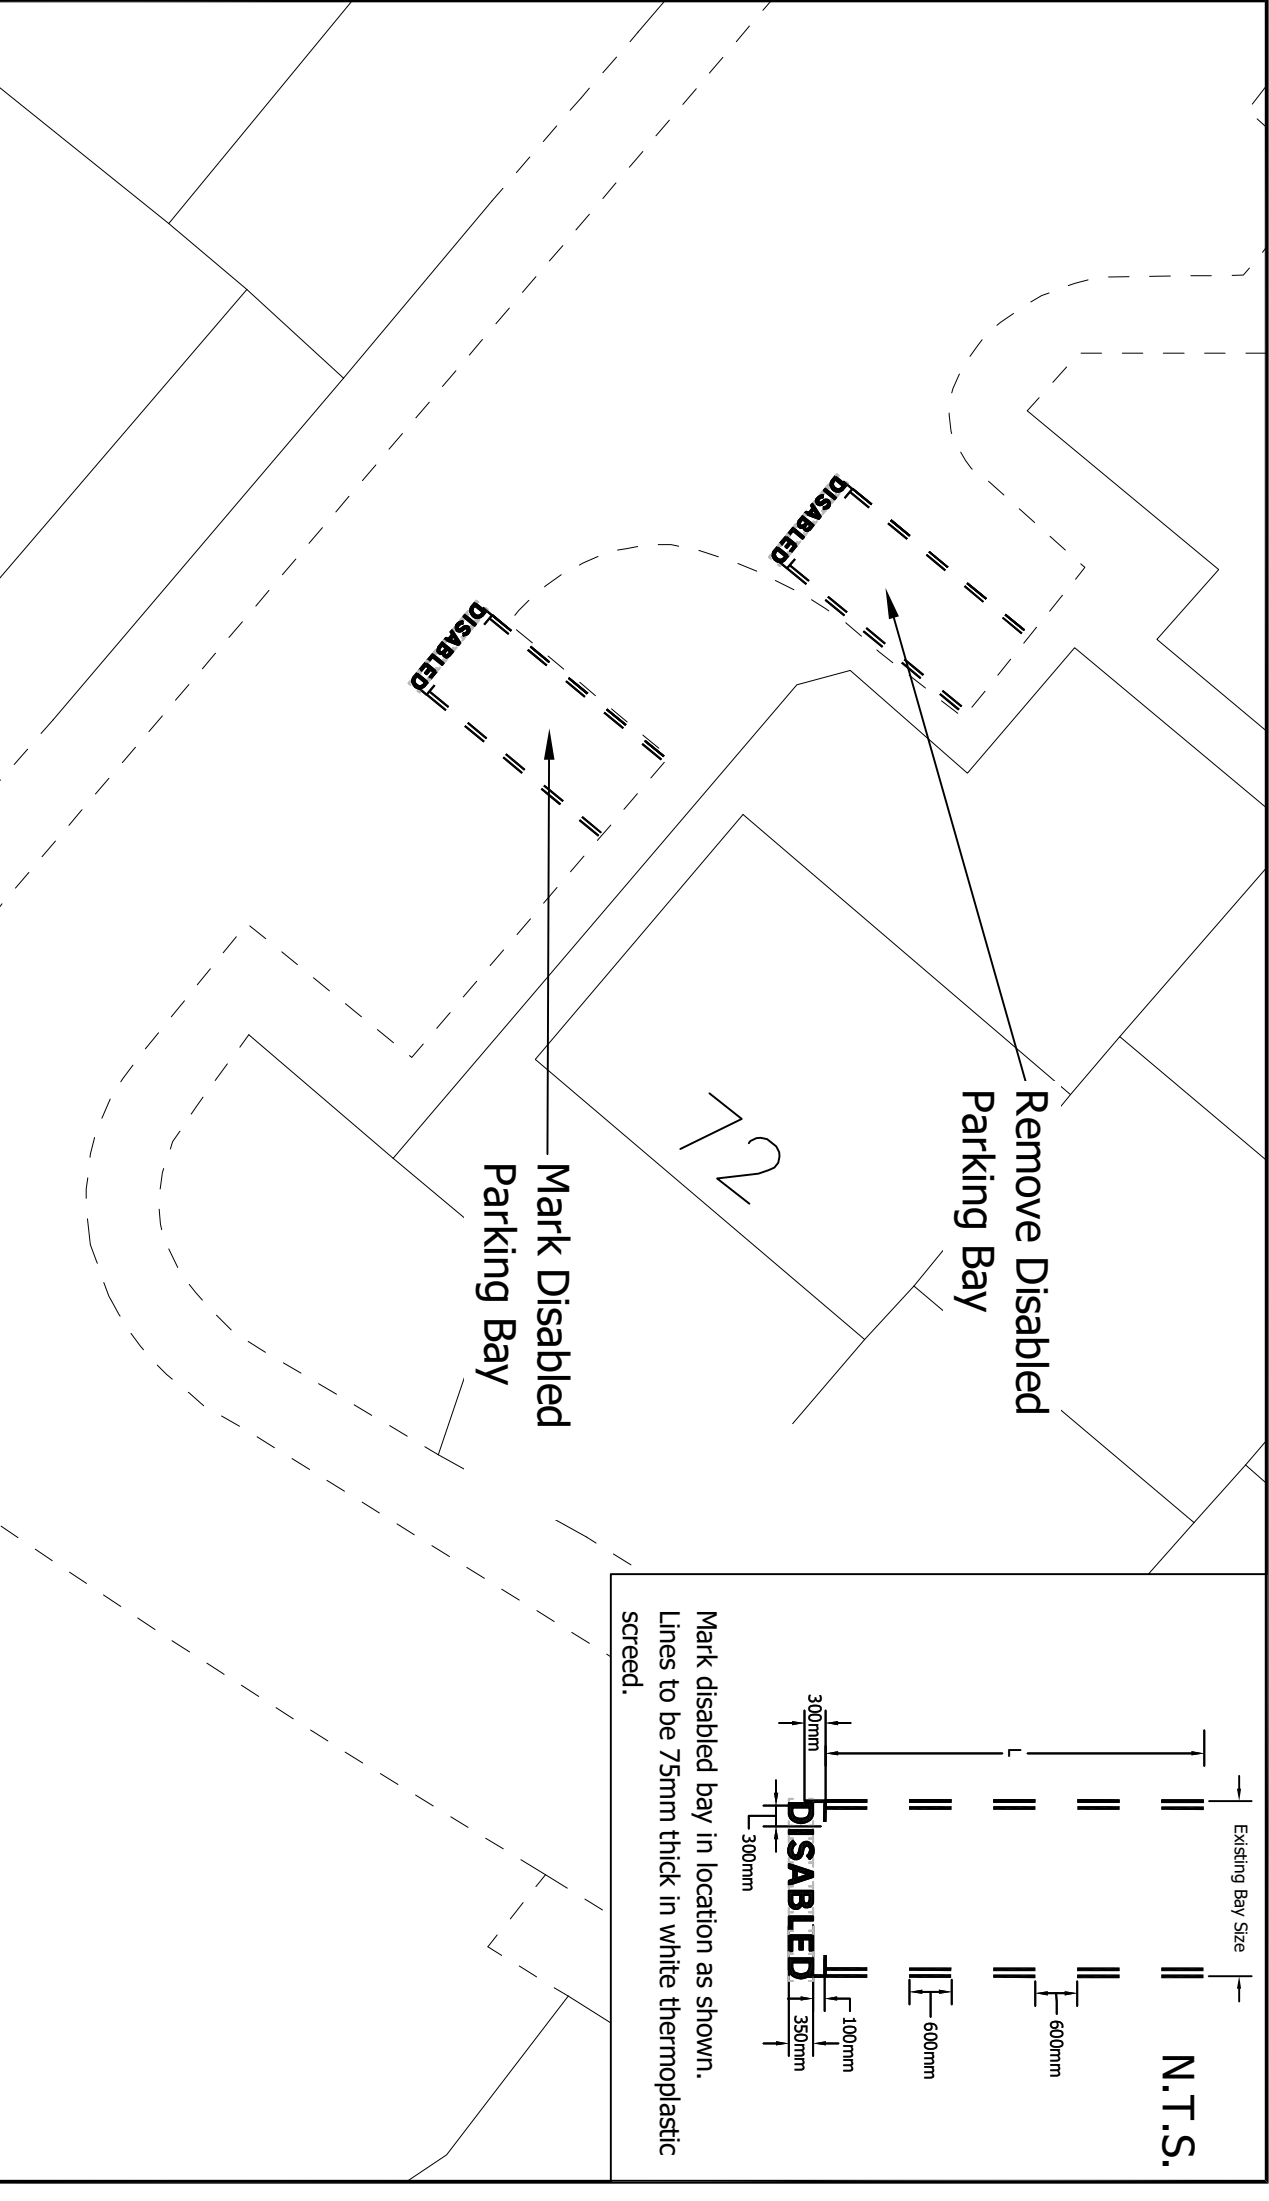 DISABLED
DISABLED
Remove Disabled
Parking Bay
72
Mark Disabled
Parking Bay
N.T.S.
Existing Bay Size
L
600mm
600mm
100mm
350mm
300mm
300mm
DISABLED
Mark disabled bay in location as shown.
Lines to be 75mm thick in white thermoplastic
screed.